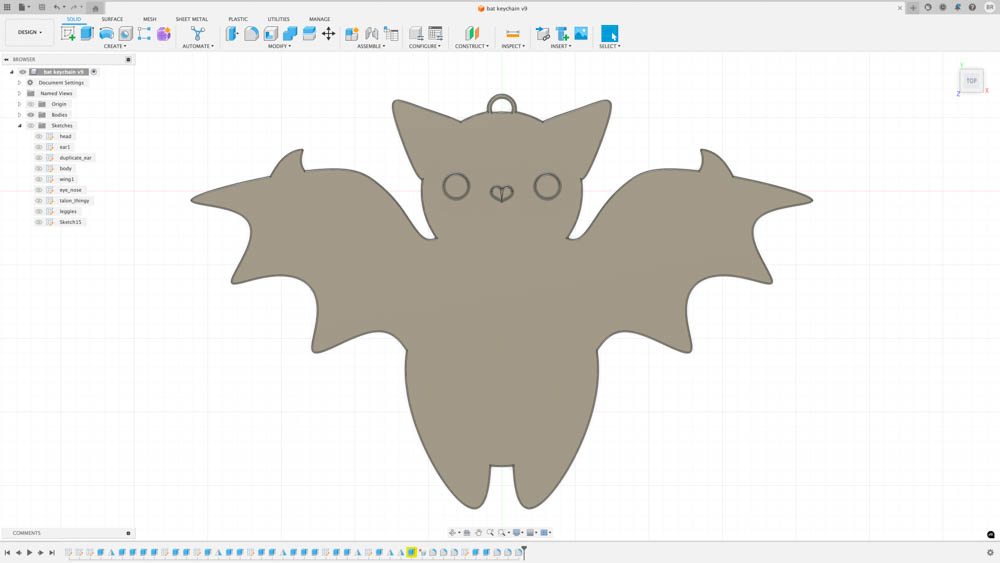 bat keychain v9
BR
SOLID SURFACE MESH SHEET METAL PLASTIC UTILITIES MANAGE
DESIGN
CREATE AUTOMATE MODIFY ASSEMBLE CONFIGURE CONSTRUCT INSPECT INSERT SELECT
BROWSER
bat keychain v9
Document Settings
Named Views
Origin
Bodies
Sketches
head
ear1
duplicate_ear
body
wing1
eye_nose
talon_thingy
leggies
Sketch15
Y
TOP
X
Z
COMMENTS